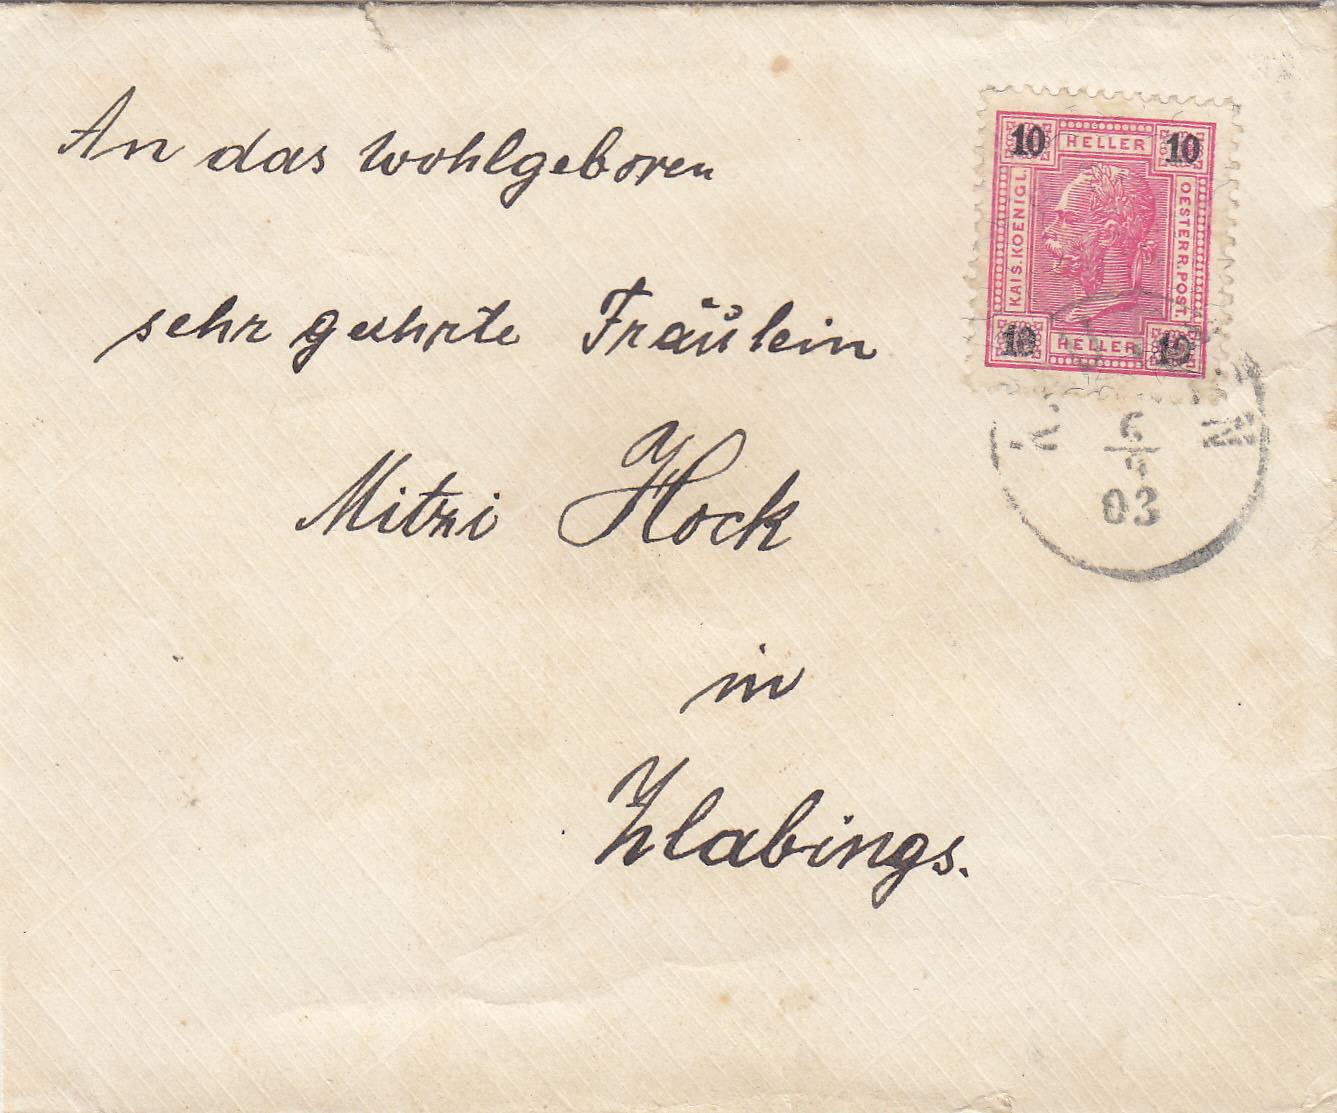 An das wohlgeboren
sehr geehrte Fräulein
Mitzi Hock
in
Zlabings.
10 HELLER 10
KAIS. KOENIGL.
OESTERR. POST.
10 HELLER 10
6
03